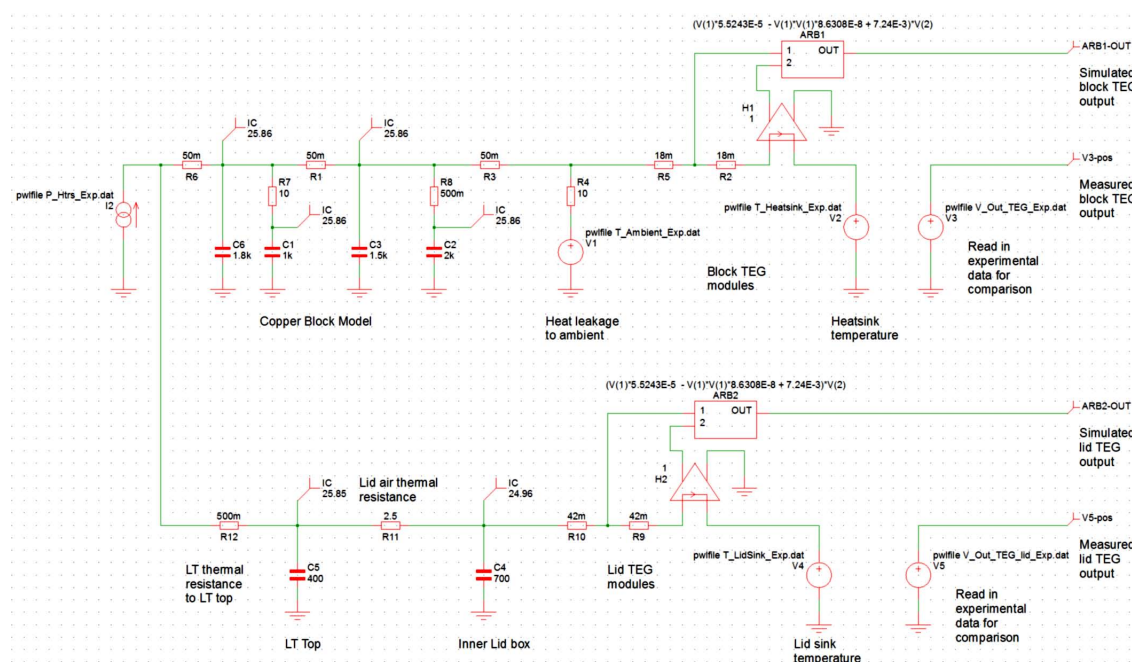 (V(1)*5.5243E-5 - V(1)*V(1)*8.6308E-8 + 7.24E-3)*V(2)
ARB1
1
2
OUT
ARB1-OUT
Simulated
block TEG
output
H1
1
IC
25.86
IC
25.86
50m
R6
50m
R1
50m
R3
18m
R5
18m
R2
V3-pos
Measured
block TEG
output
pwlfile P_Htrs_Exp.dat
I2
R7
10
R8
500m
R4
10
IC
25.86
IC
25.86
pwlfile T_Heatsink_Exp.dat
V2
pwlfile V_Out_TEG_Exp.dat
V3
pwlfile T_Ambient_Exp.dat
V1
C6
1.8k
C1
1k
C3
1.5k
C2
2k
Block TEG
modules
Read in
experimental
data for
comparison
Copper Block Model
Heat leakage
to ambient
Heatsink
temperature
(V(1)*5.5243E-5 - V(1)*V(1)*8.6308E-8 + 7.24E-3)*V(2)
ARB2
1
2
OUT
ARB2-OUT
Simulated
lid TEG
output
1
H2
IC
25.85
Lid air thermal
resistance
IC
24.96
500m
R12
2.5
R11
42m
R10
42m
R9
V5-pos
Measured
lid TEG
output
pwlfile T_LidSink_Exp.dat
V4
pwlfile V_Out_TEG_lid_Exp.dat
V5
LT thermal
resistance
to LT top
C5
400
C4
700
Lid TEG
modules
Read in
experimental
data for
comparison
LT Top
Inner Lid box
Lid sink
temperature